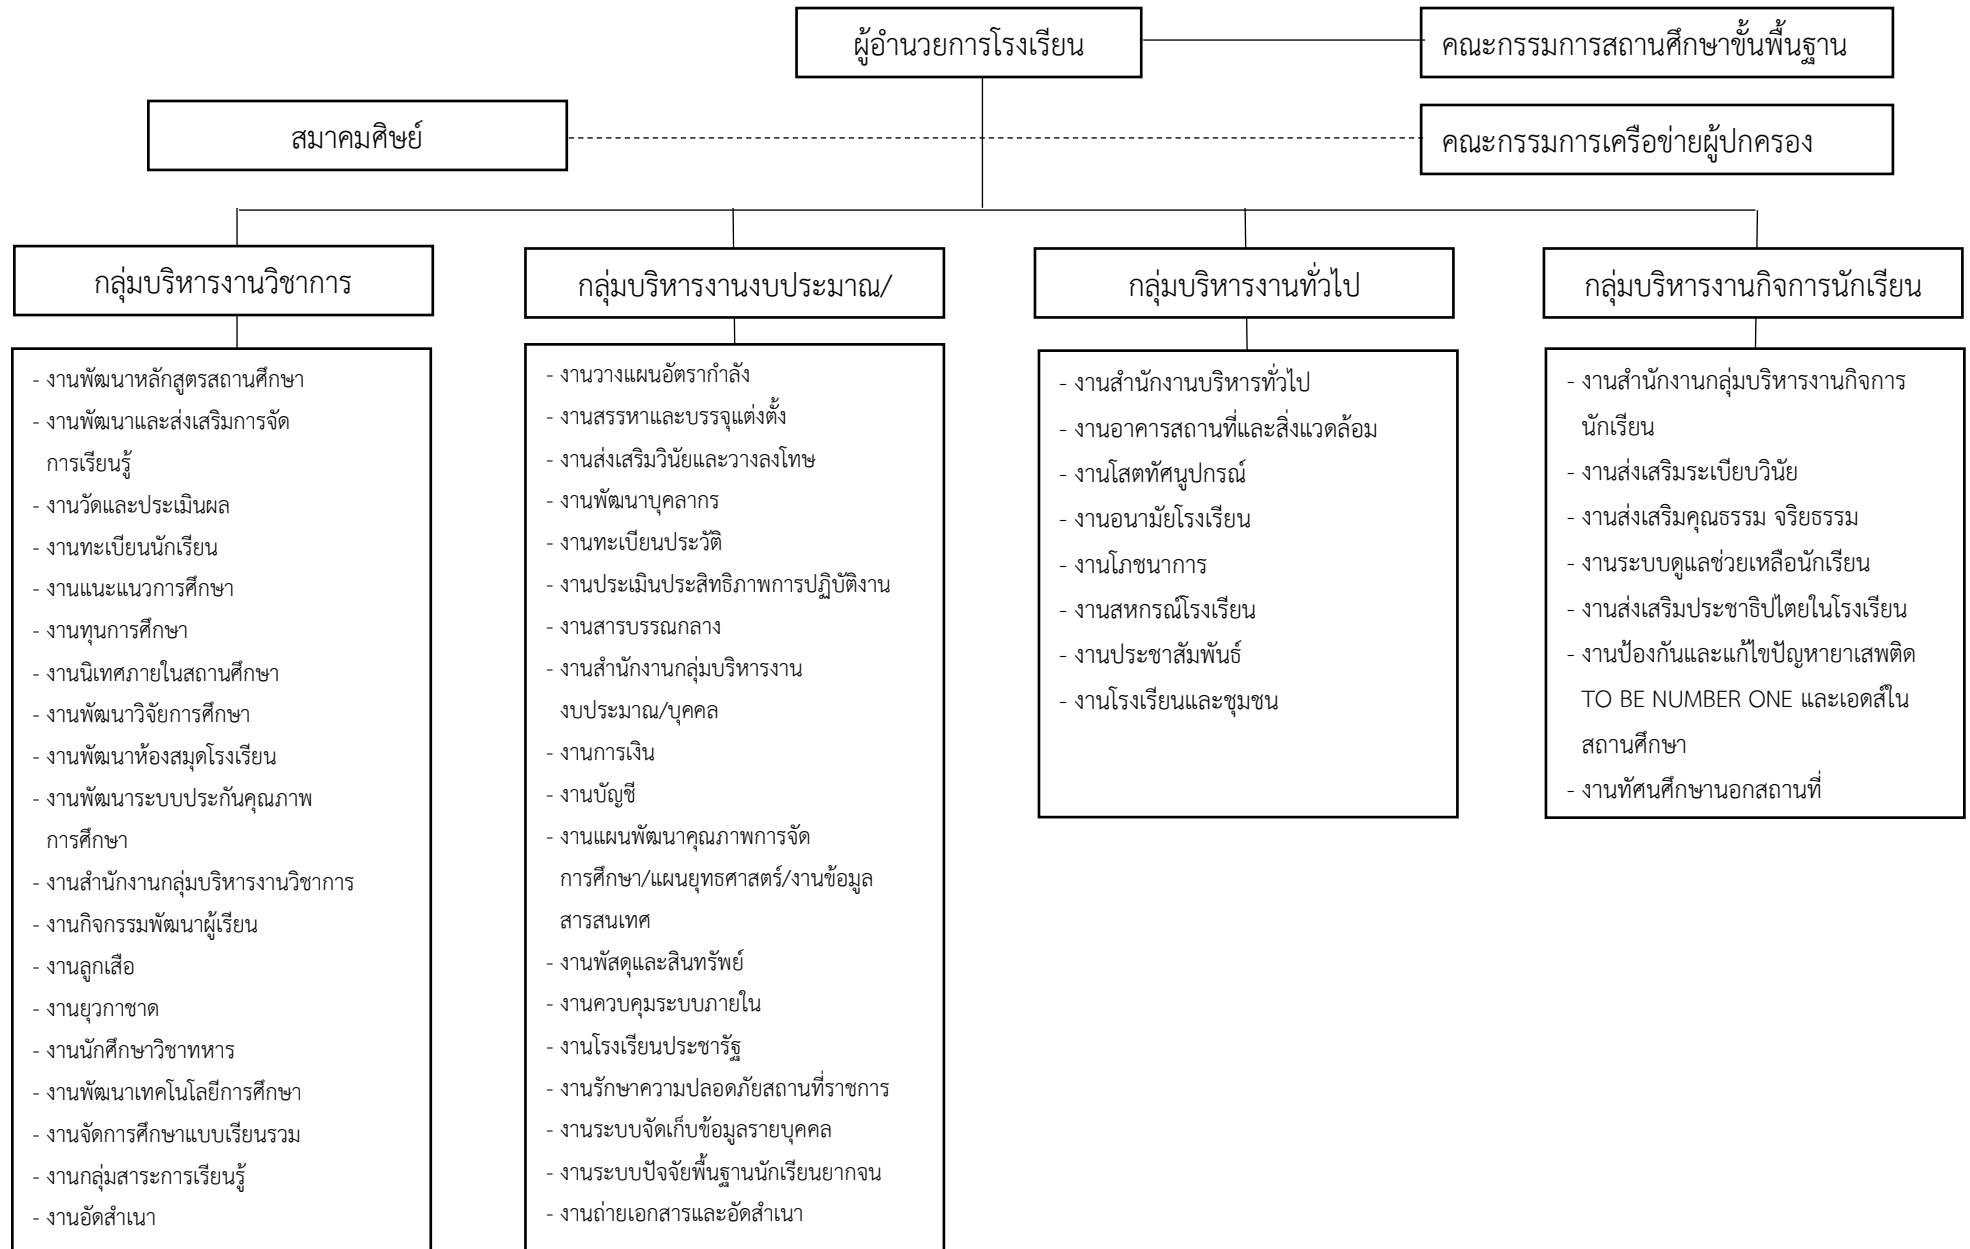 ผู้อำนวยการโรงเรียน
คณะกรรมการสถานศึกษาขั้นพื้นฐาน
สมาคมศิษย์
คณะกรรมการเครือข่ายผู้ปกครอง
กลุ่มบริหารงานวิชาการ
- งานพัฒนาหลักสูตรสถานศึกษา
- งานพัฒนาและส่งเสริมการจัด
การเรียนรู้
- งานวัดและประเมินผล
- งานทะเบียนนักเรียน
- งานแนะแนวการศึกษา
- งานทุนการศึกษา
- งานนิเทศภายในสถานศึกษา
- งานพัฒนาวิจัยการศึกษา
- งานพัฒนาห้องสมุดโรงเรียน
- งานพัฒนาระบบประกันคุณภาพ
การศึกษา
- งานสำนักงานกลุ่มบริหารงานวิชาการ
- งานกิจกรรมพัฒนาผู้เรียน
- งานลูกเสือ
- งานยุวกาชาด
- งานนักศึกษาวิชาทหาร
- งานพัฒนาเทคโนโลยีการศึกษา
- งานจัดการศึกษาแบบเรียนรวม
- งานกลุ่มสาระการเรียนรู้
- งานอัดสำเนา
กลุ่มบริหารงานงบประมาณ/
- งานวางแผนอัตรากำลัง
- งานสรรหาและบรรจุแต่งตั้ง
- งานส่งเสริมวินัยและวางลงโทษ
- งานพัฒนาบุคลากร
- งานทะเบียนประวัติ
- งานประเมินประสิทธิภาพการปฏิบัติงาน
- งานสารบรรณกลาง
- งานสำนักงานกลุ่มบริหารงาน
งบประมาณ/บุคคล
- งานการเงิน
- งานบัญชี
- งานแผนพัฒนาคุณภาพการจัด
การศึกษา/แผนยุทธศาสตร์/งานข้อมูล
สารสนเทศ
- งานพัสดุและสินทรัพย์
- งานควบคุมระบบภายใน
- งานโรงเรียนประชารัฐ
- งานรักษาความปลอดภัยสถานที่ราชการ
- งานระบบจัดเก็บข้อมูลรายบุคคล
- งานระบบปัจจัยพื้นฐานนักเรียนยากจน
- งานถ่ายเอกสารและอัดสำเนา
กลุ่มบริหารงานทั่วไป
- งานสำนักงานบริหารทั่วไป
- งานอาคารสถานที่และสิ่งแวดล้อม
- งานโสตทัศนูปกรณ์
- งานอนามัยโรงเรียน
- งานโภชนาการ
- งานสหกรณ์โรงเรียน
- งานประชาสัมพันธ์
- งานโรงเรียนและชุมชน
กลุ่มบริหารงานกิจการนักเรียน
- งานสำนักงานกลุ่มบริหารงานกิจการ
นักเรียน
- งานส่งเสริมระเบียบวินัย
- งานส่งเสริมคุณธรรม จริยธรรม
- งานระบบดูแลช่วยเหลือนักเรียน
- งานส่งเสริมประชาธิปไตยในโรงเรียน
- งานป้องกันและแก้ไขปัญหายาเสพติด
TO BE NUMBER ONE และเอดส์ใน
สถานศึกษา
- งานทัศนศึกษานอกสถานที่